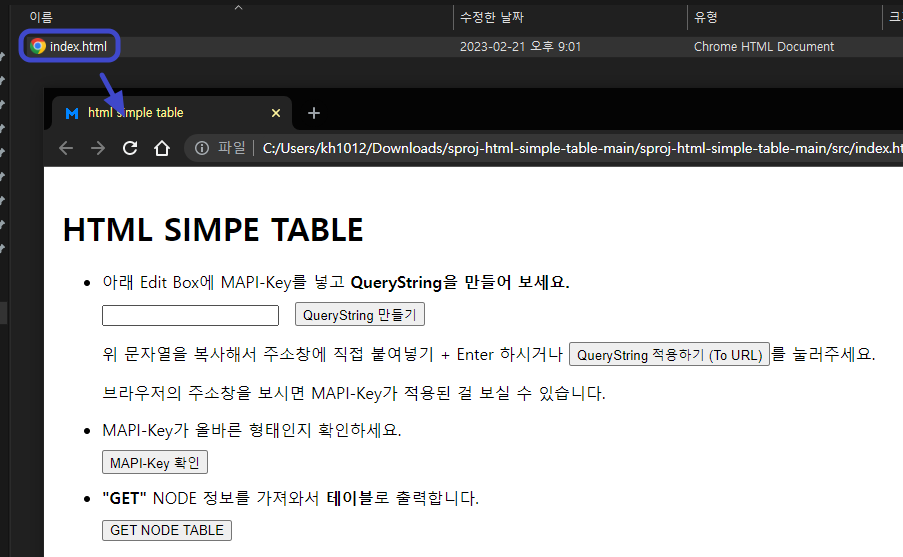 이름 수정한 날짜 유형 크
index.html 2023-02-21 오후 9:01 Chrome HTML Document
html simple table
파일 C:/Users/kh1012/Downloads/sproj-html-simple-table-main/sproj-html-simple-table-main/src/index.ht
HTML SIMPE TABLE
아래 Edit Box에 MAPI-Key를 넣고 QueryString을 만들어 보세요.
QueryString 만들기
위 문자열을 복사해서 주소창에 직접 붙여넣기 + Enter 하시거나 QueryString 적용하기 (To URL) 를 눌러주세요.
브라우저의 주소창을 보시면 MAPI-Key가 적용된 걸 보실 수 있습니다.
MAPI-Key가 올바른 형태인지 확인하세요.
MAPI-Key 확인
"GET" NODE 정보를 가져와서 테이블로 출력합니다.
GET NODE TABLE